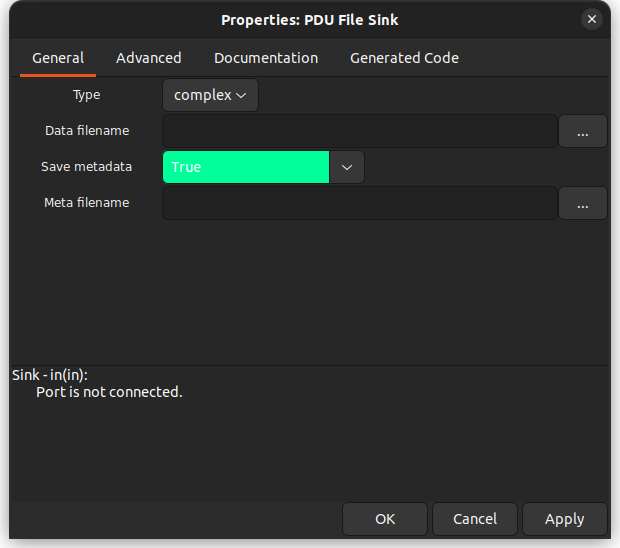 Properties: PDU File Sink
General Advanced Documentation Generated Code
Type complex
Data filename ...
Save metadata True
Meta filename ...
Sink - in(in):
Port is not connected.
OK Cancel Apply